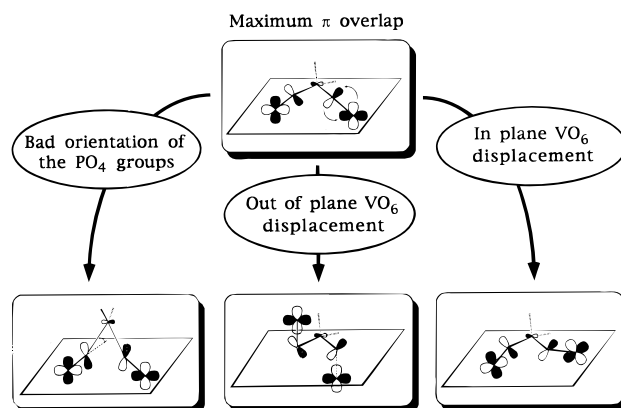 Maximum π overlap
Bad orientation of
the PO₄ groups
Out of plane VO₆
displacement
In plane VO₆
displacement